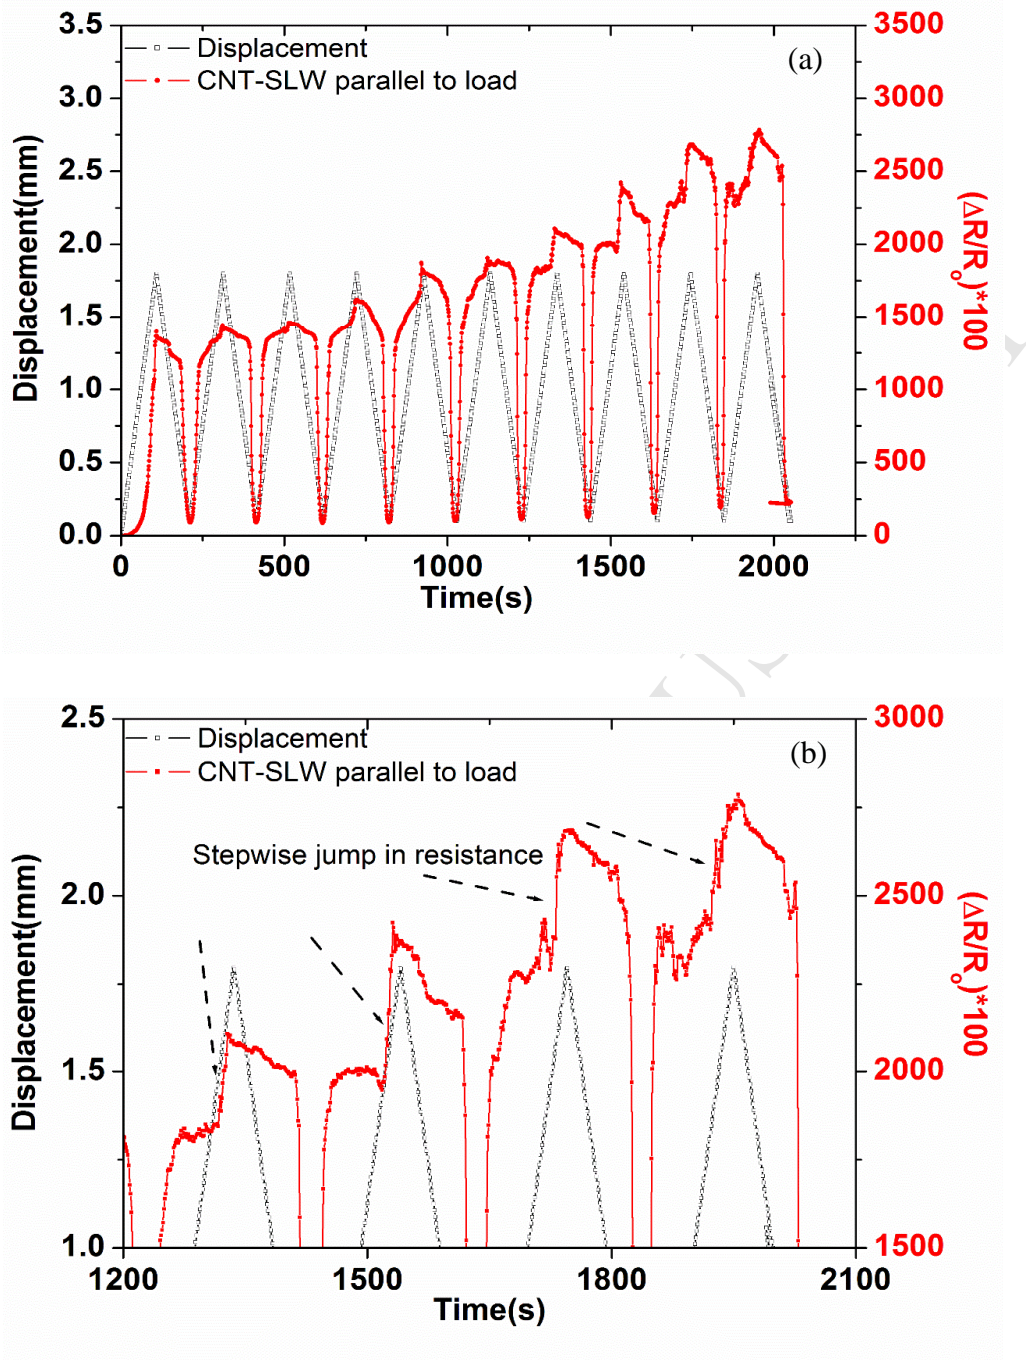 (a)
Displacement
CNT-SLW parallel to load
Displacement(mm)
3.5
3.0
2.5
2.0
1.5
1.0
0.5
0.0
3500
3000
2500
2000
1500
1000
500
0
(ΔR/Ro)*100
0 500 1000 1500 2000
Time(s)
(b)
Displacement
CNT-SLW parallel to load
Stepwise jump in resistance
Displacement(mm)
2.5
2.0
1.5
1.0
3000
2500
2000
1500
(ΔR/Ro)*100
1200 1500 1800 2100
Time(s)